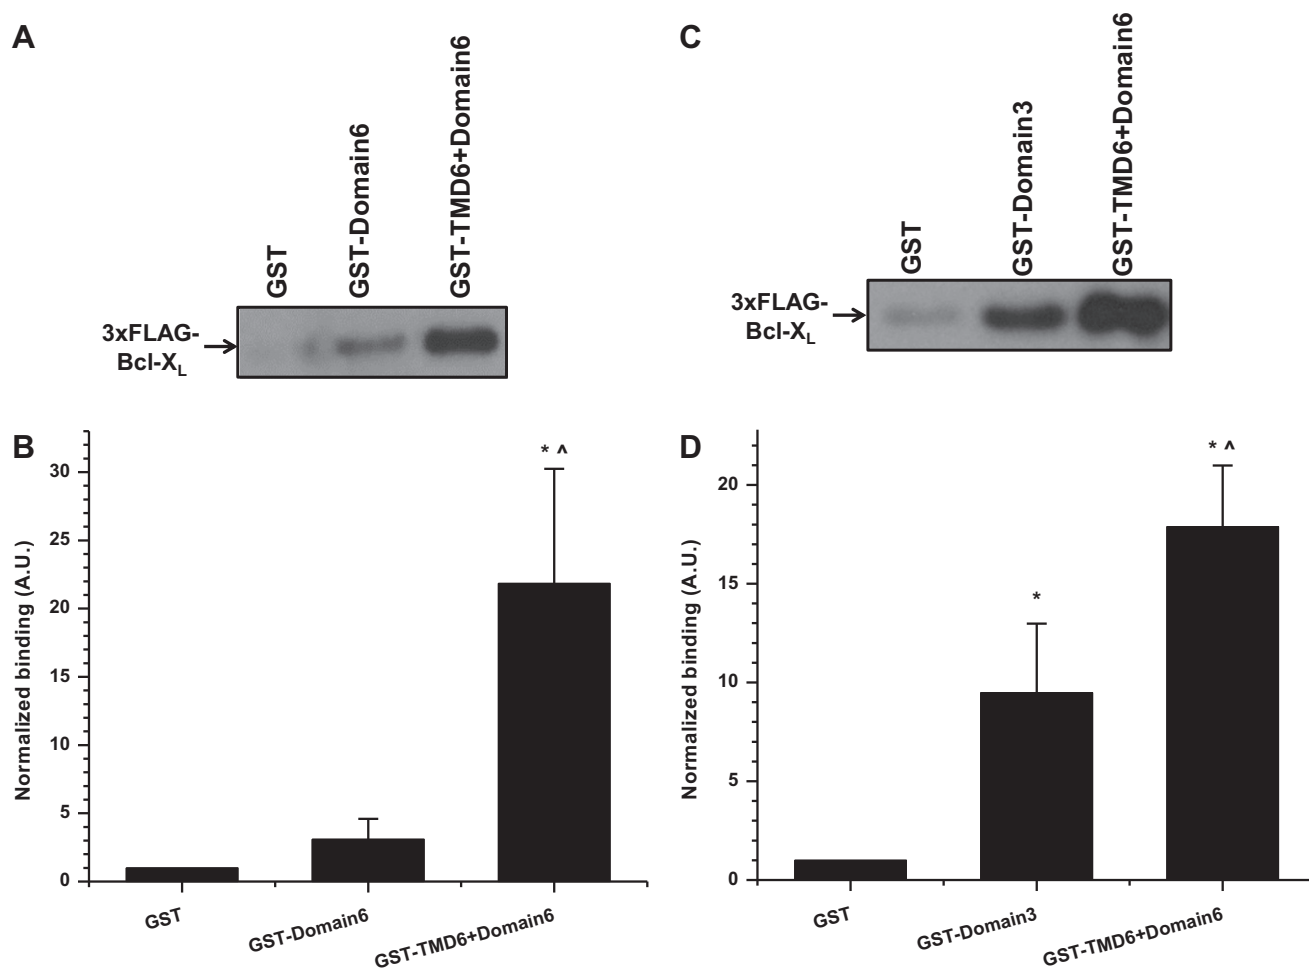 A
GST
GST-Domain6
GST-TMD6+Domain6
3xFLAG-
Bcl-XL
B
Normalized binding (A.U.)
30
25
20
15
10
5
0
* ^
GST
GST-Domain6
GST-TMD6+Domain6
C
GST
GST-Domain3
GST-TMD6+Domain6
3xFLAG-
Bcl-XL
D
Normalized binding (A.U.)
20
15
10
5
0
*
* ^
GST
GST-Domain3
GST-TMD6+Domain6